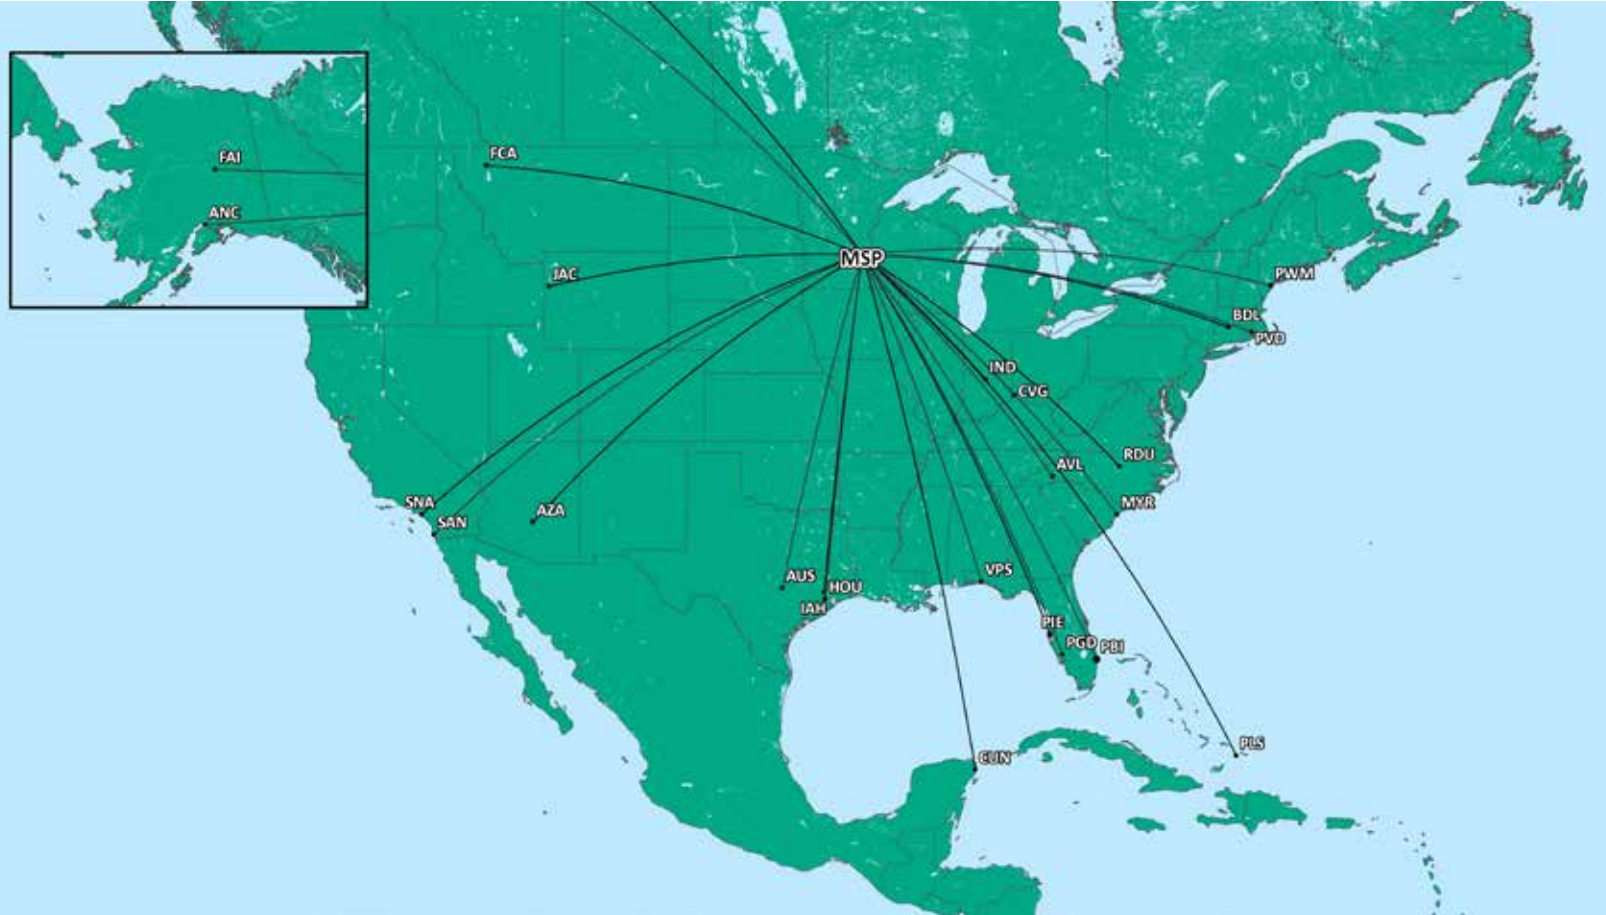 FCA
FAI
ANC
MSP
JAC
PWM
BDL
PVD
IND
CVG
RDU
AVL
SNA
MYR
AZA
SAN
VPS
AUS
HOU
IAH
PIE
PGD
PBI
PLS
CUN